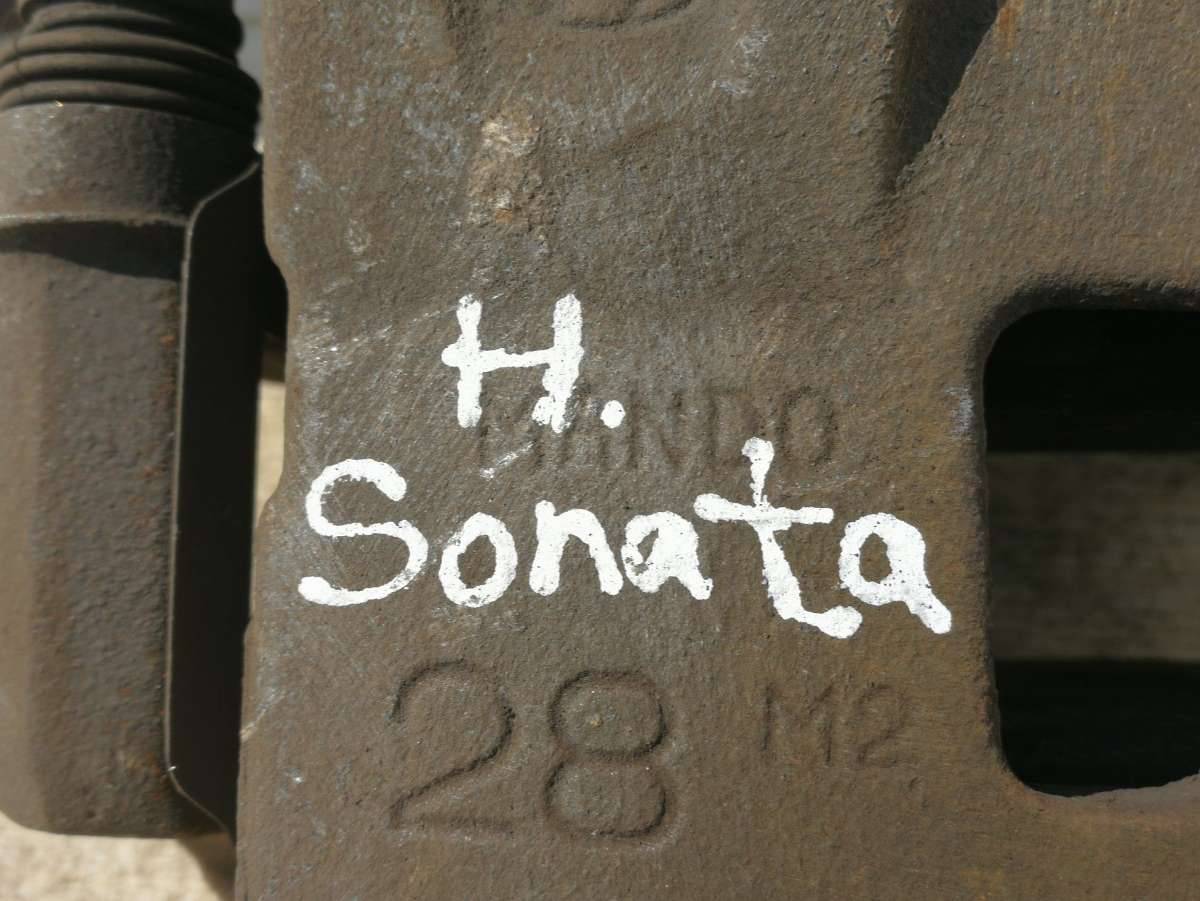 H.
MANDO
Sonata
28 M2